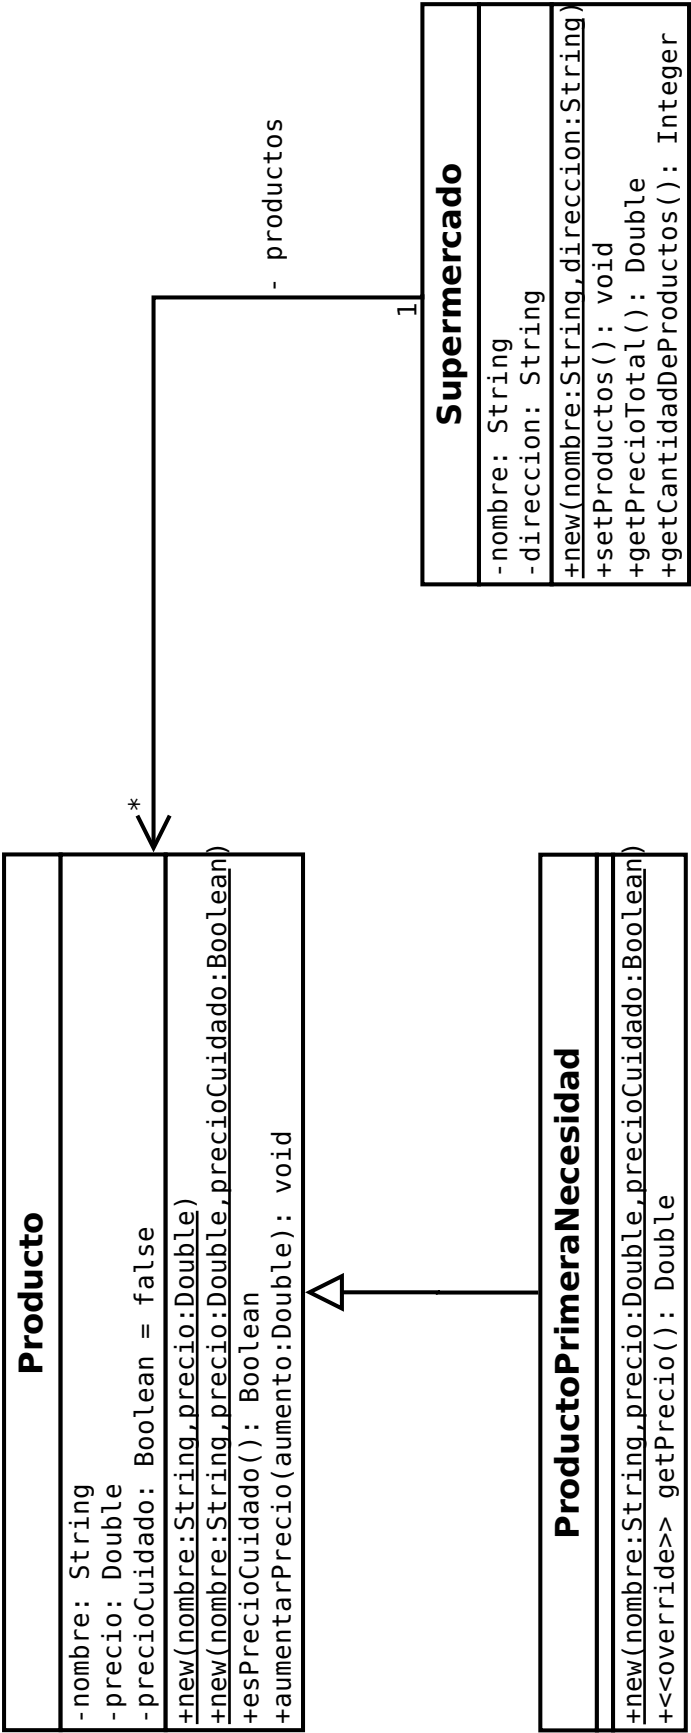 Producto
-nombre: String
-precio: Double
-precioCuidado: Boolean = false
+new(nombre:String,precio:Double)
+new(nombre:String,precio:Double,precioCuidado:Boolean)
+esPrecioCuidado(): Boolean
+aumentarPrecio(aumento:Double): void
*
- productos
1
Supermercado
-nombre: String
-direccion: String
+new(nombre:String,direccion:String)
+setProductos(): void
+getPrecioTotal(): Double
+getCantidadDeProductos(): Integer
ProductoPrimeraNecesidad
+new(nombre:String,precio:Double,precioCuidado:Boolean)
+<<override>> getPrecio(): Double